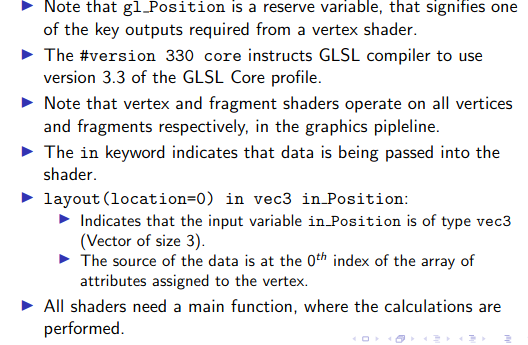 Note that gl_Position is a reserve variable, that signifies one
of the key outputs required from a vertex shader.
The #version 330 core instructs GLSL compiler to use
version 3.3 of the GLSL Core profile.
Note that vertex and fragment shaders operate on all vertices
and fragments respectively, in the graphics pipleline.
The in keyword indicates that data is being passed into the
shader.
layout(location=0) in vec3 in_Position:
Indicates that the input variable in_Position is of type vec3
(Vector of size 3).
The source of the data is at the 0th index of the array of
attributes assigned to the vertex.
All shaders need a main function, where the calculations are
performed.